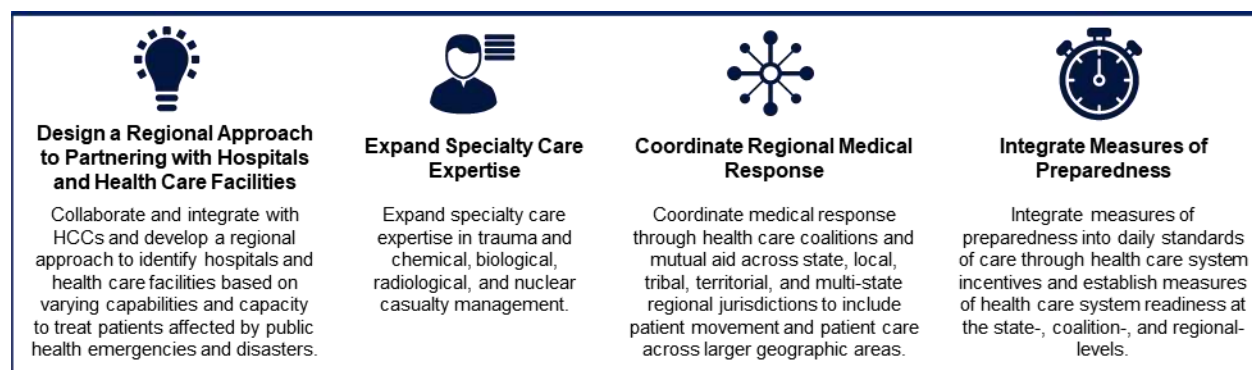 Design a Regional Approach
to Partnering with Hospitals
and Health Care Facilities
Collaborate and integrate with
HCCs and develop a regional
approach to identify hospitals and
health care facilities based on
varying capabilities and capacity
to treat patients affected by public
health emergencies and disasters.
Expand Specialty Care
Expertise
Expand specialty care
expertise in trauma and
chemical, biological,
radiological, and nuclear
casualty management.
Coordinate Regional Medical
Response
Coordinate medical response
through health care coalitions and
mutual aid across state, local,
tribal, territorial, and multi-state
regional jurisdictions to include
patient movement and patient care
across larger geographic areas.
Integrate Measures of
Preparedness
Integrate measures of
preparedness into daily standards
of care through health care system
incentives and establish measures
of health care system readiness at
the state-, coalition-, and regional-
levels.